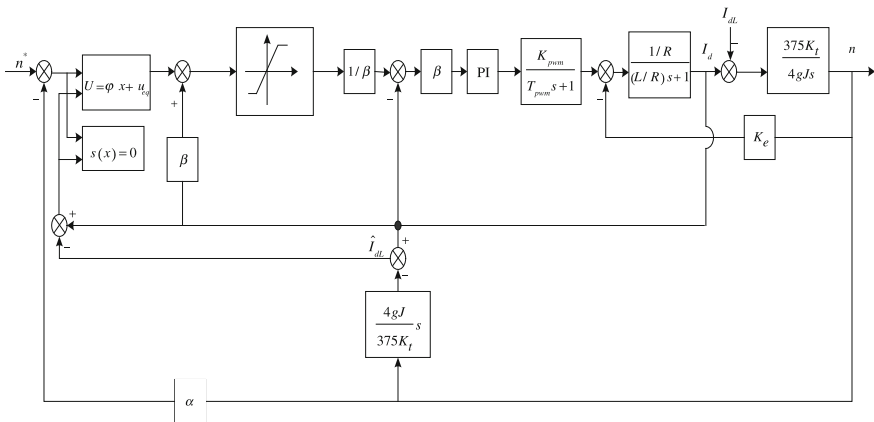 n*
−
U=φ x+ u_eq
s(x)=0
+
β
1/β
−
β
PI
K_pwm
T_pwm s+1
−
1/R
(L/R) s+1
I_d
I_dL
−
375K_t
4gJs
n
K_e
+
−
Î_dL
+
−
4gJ
375K_t
s
α